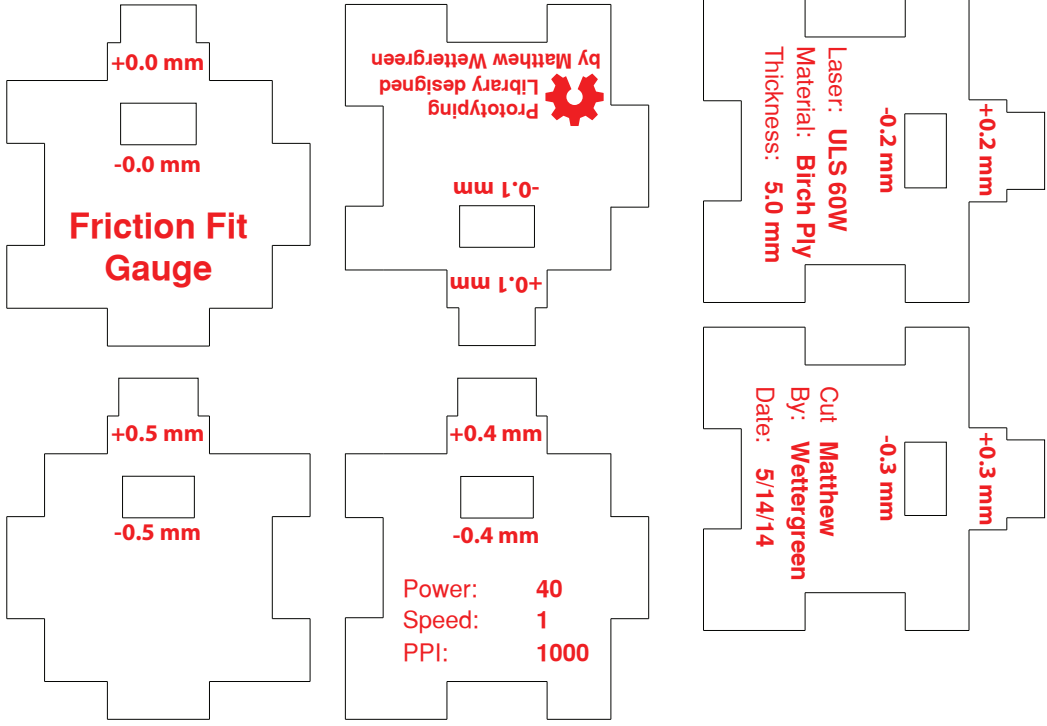 +0.0 mm
-0.0 mm
Friction Fit
Gauge
Prototyping
Library designed
by Matthew Wettergreen
-0.1 mm
+0.1 mm
Laser: ULS 60W
Material: Birch Ply
Thickness: 5.0 mm
-0.2 mm
+0.2 mm
+0.5 mm
-0.5 mm
+0.4 mm
-0.4 mm
Power: 40
Speed: 1
PPI: 1000
Cut Matthew
By: Wettergreen
Date: 5/14/14
-0.3 mm
+0.3 mm